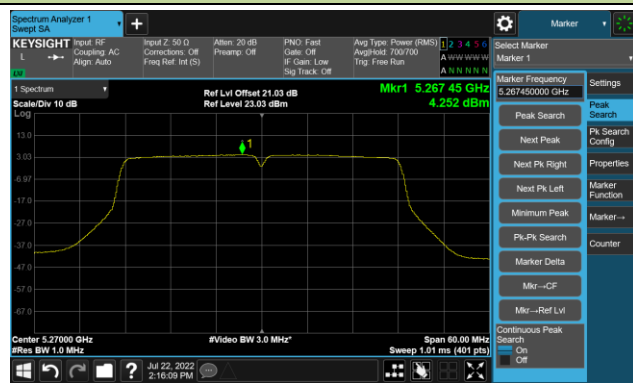 Spectrum Analyzer 1
Swept SA
Marker
KEYSIGHT
L
Input: RF
Coupling: AC
Align: Auto
Input Z: 50 Ω
Corrections: Off
Freq Ref: Int (S)
Atten: 20 dB
Preamp: Off
PNO: Fast
Gate: Off
IF Gain: Low
Sig Track: Off
Avg Type: Power (RMS)
Avg|Hold: 700/700
Trig: Free Run
1 2 3 4 5 6
A W W W W W
A N N N N N
Select Marker
Marker 1
1 Spectrum
Scale/Div 10 dB
Log
Ref Lvl Offset 21.03 dB
Ref Level 23.03 dBm
Mkr1 5.267 45 GHz
4.252 dBm
13.0
3.03
-6.97
-17.0
-27.0
-37.0
-47.0
-57.0
-67.0
1
Center 5.27000 GHz
#Res BW 1.0 MHz
#Video BW 3.0 MHz*
Span 60.00 MHz
Sweep 1.01 ms (401 pts)
Marker Frequency
5.267450000 GHz
Peak Search
Next Peak
Next Pk Right
Next Pk Left
Minimum Peak
Pk-Pk Search
Marker Delta
Mkr→CF
Mkr→Ref Lvl
Continuous Peak
Search
On
Off
Settings
Peak
Search
Pk Search
Config
Properties
Marker
Function
Marker→
Counter
?
Jul 22, 2022
2:16:09 PM